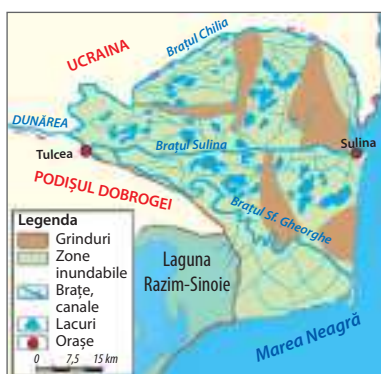 UCRAINA
Brațul Chilia
DUNĂREA
Tulcea
Brațul Sulina
Sulina
PODIȘUL DOBROGEI
Brațul Sf. Gheorghe
Legenda
Grinduri
Zone
inundabile
Brațe,
canale
Lacuri
Orașe
0 7,5 15 km
Laguna
Razim-Sinoie
Marea Neagră